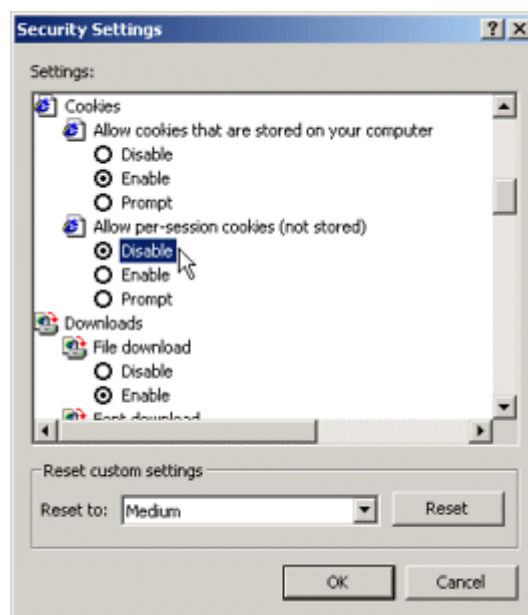 Security Settings
Settings:
Cookies
Allow cookies that are stored on your computer
Disable
Enable
Prompt
Allow per-session cookies (not stored)
Disable
Enable
Prompt
Downloads
File download
Disable
Enable
Font download
Reset custom settings
Reset to: Medium Reset
OK Cancel